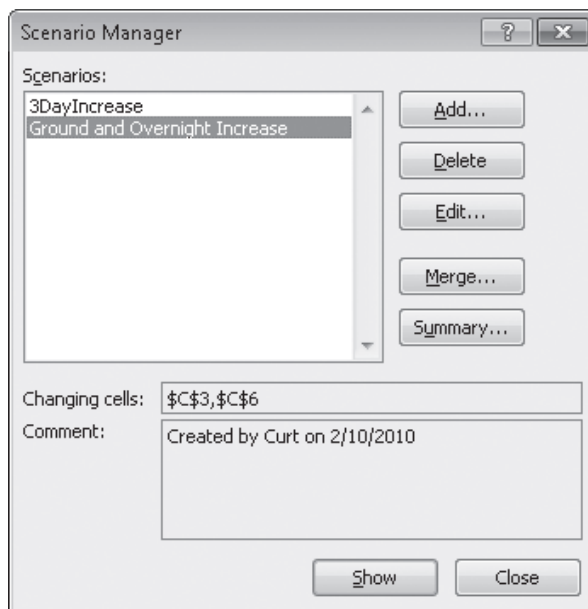 Scenario Manager
Scenarios:
3DayIncrease
Ground and Overnight Increase
Add...
Delete
Edit...
Merge...
Summary...
Changing cells: $C$3,$C$6
Comment: Created by Curt on 2/10/2010
Show Close